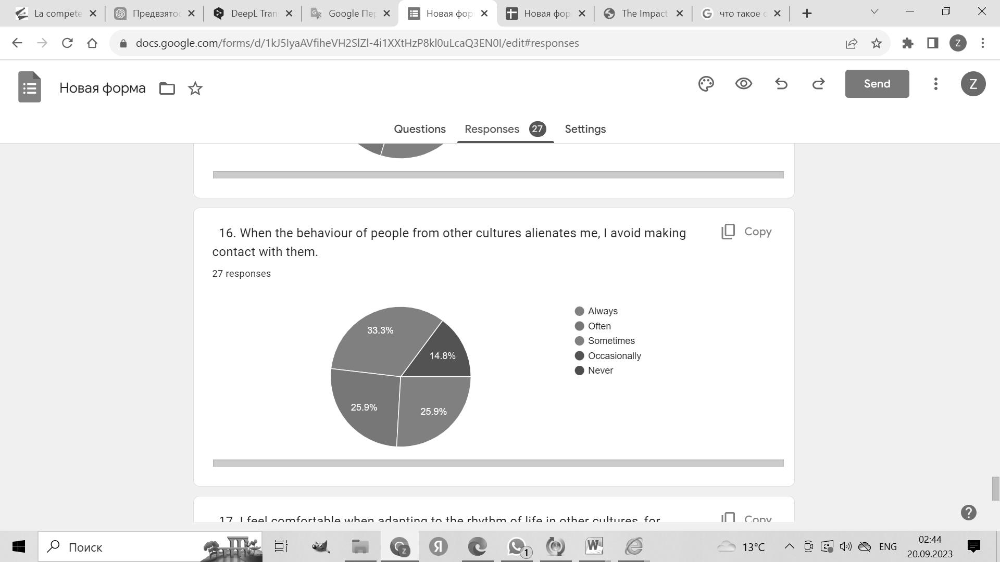 La compete
Предвзятос
DeepL Tran
Google Пер
Новая фор
Новая фор
The Impact
что такое с
docs.google.com/forms/d/1kJ5IyaAVfiheVH2SlZl-4i1XXtHzP8kl0uLcaQ3EN0I/edit#responses
Z
Новая форма
Send
Z
Questions
Responses 27
Settings
16. When the behaviour of people from other cultures alienates me, I avoid making
contact with them.
Copy
27 responses
33.3%
14.8%
25.9%
25.9%
Always
Often
Sometimes
Occasionally
Never
17. I feel comfortable when adapting to the rhythm of life in other cultures, for
Copy
Поиск
Z
Я
1
W
13°C
ENG
02:44
20.09.2023